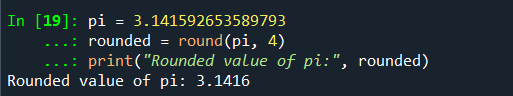 In [19]: pi = 3.141592653589793
...: rounded = round(pi, 4)
...: print("Rounded value of pi:", rounded)
Rounded value of pi: 3.1416